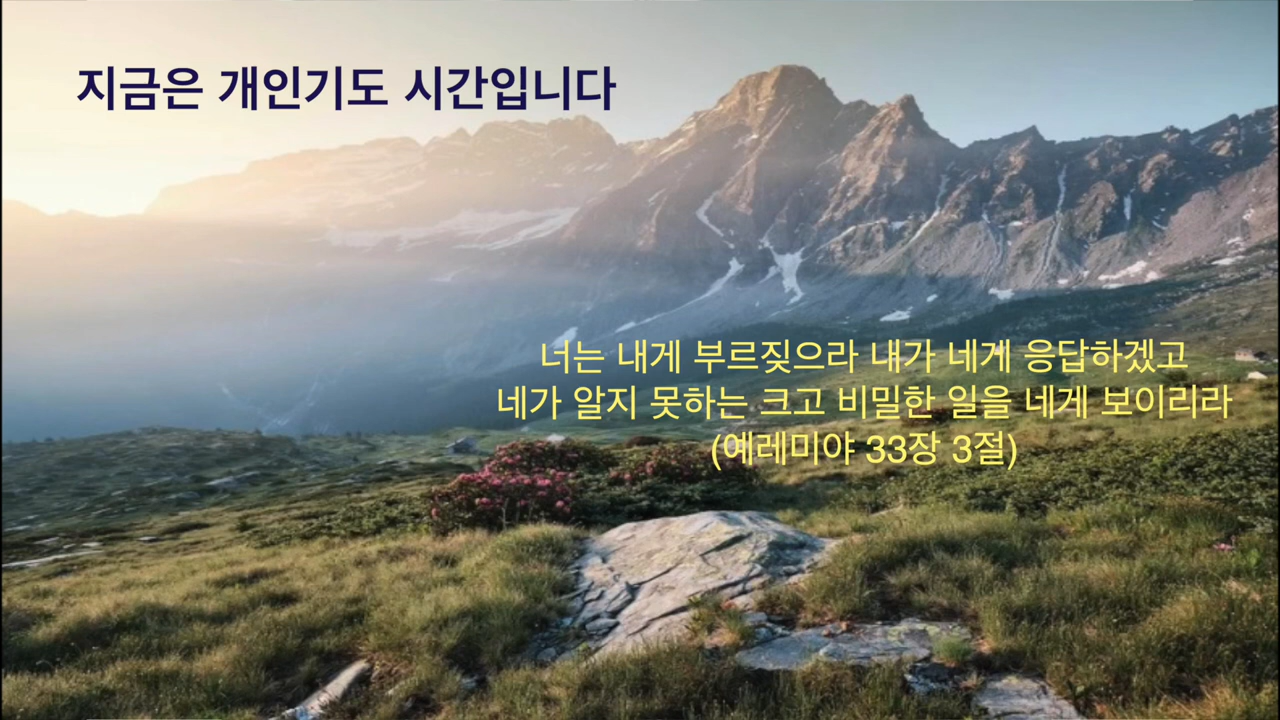 지금은 개인기도 시간입니다
너는 내게 부르짖으라 내가 네게 응답하겠고
네가 알지 못하는 크고 비밀한 일을 네게 보이리라
(예레미야 33장 3절)